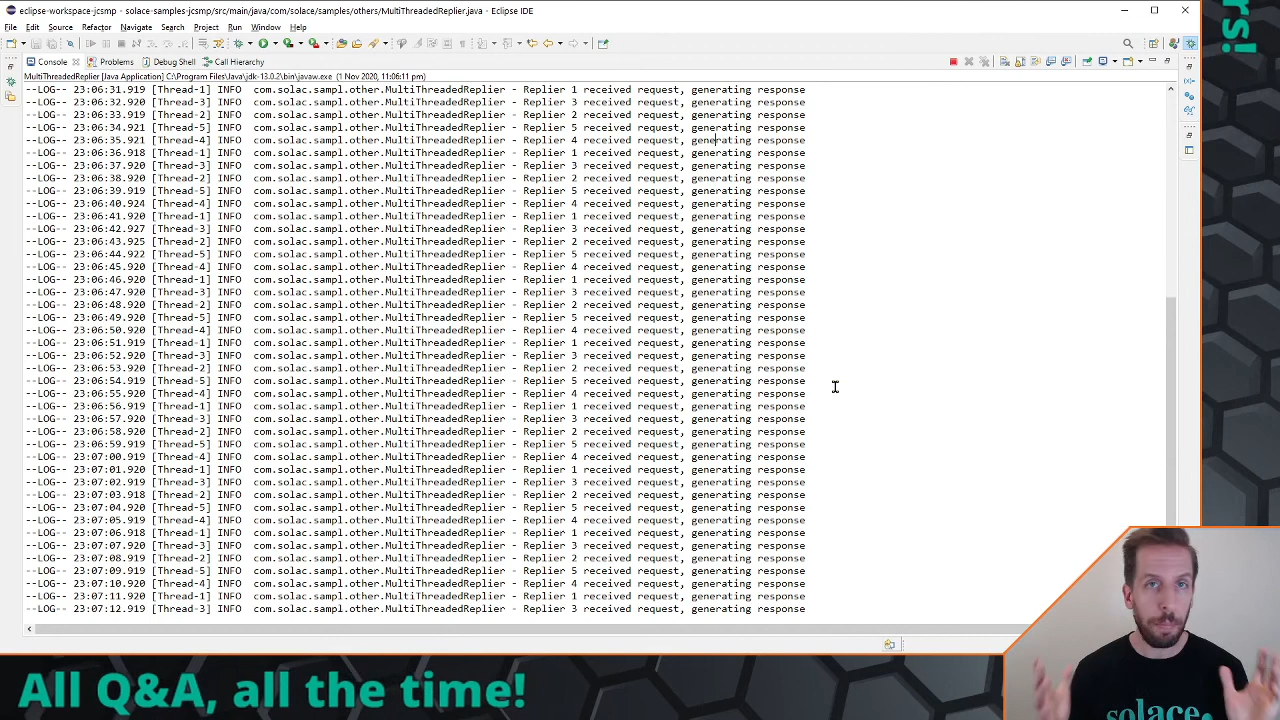 eclipse-workspace-jcsmp - solace-samples-jcsmp/src/main/java/com/solace/samples/others/MultiThreadedReplier.java - Eclipse IDE
File Edit Source Refactor Navigate Search Project Run Window Help
Console Problems Debug Shell Call Hierarchy
MultiThreadedReplier [Java Application] C:\Program Files\Java\jdk-13.0.2\bin\javaw.exe (1 Nov 2020, 11:06:11 pm)
--LOG-- 23:06:31.919 [Thread-1] INFO com.solac.sampl.other.MultiThreadedReplier - Replier 1 received request, generating response
--LOG-- 23:06:32.920 [Thread-3] INFO com.solac.sampl.other.MultiThreadedReplier - Replier 3 received request, generating response
--LOG-- 23:06:33.919 [Thread-2] INFO com.solac.sampl.other.MultiThreadedReplier - Replier 2 received request, generating response
--LOG-- 23:06:34.921 [Thread-5] INFO com.solac.sampl.other.MultiThreadedReplier - Replier 5 received request, generating response
--LOG-- 23:06:35.921 [Thread-4] INFO com.solac.sampl.other.MultiThreadedReplier - Replier 4 received request, generating response
--LOG-- 23:06:36.918 [Thread-1] INFO com.solac.sampl.other.MultiThreadedReplier - Replier 1 received request, generating response
--LOG-- 23:06:37.923 [Thread-3] INFO com.solac.sampl.other.MultiThreadedReplier - Replier 3 received request, generating response
--LOG-- 23:06:38.920 [Thread-2] INFO com.solac.sampl.other.MultiThreadedReplier - Replier 2 received request, generating response
--LOG-- 23:06:39.919 [Thread-5] INFO com.solac.sampl.other.MultiThreadedReplier - Replier 5 received request, generating response
--LOG-- 23:06:40.924 [Thread-4] INFO com.solac.sampl.other.MultiThreadedReplier - Replier 4 received request, generating response
--LOG-- 23:06:41.920 [Thread-1] INFO com.solac.sampl.other.MultiThreadedReplier - Replier 1 received request, generating response
--LOG-- 23:06:42.927 [Thread-3] INFO com.solac.sampl.other.MultiThreadedReplier - Replier 3 received request, generating response
--LOG-- 23:06:43.925 [Thread-2] INFO com.solac.sampl.other.MultiThreadedReplier - Replier 2 received request, generating response
--LOG-- 23:06:44.922 [Thread-5] INFO com.solac.sampl.other.MultiThreadedReplier - Replier 5 received request, generating response
--LOG-- 23:06:45.920 [Thread-4] INFO com.solac.sampl.other.MultiThreadedReplier - Replier 4 received request, generating response
--LOG-- 23:06:46.920 [Thread-1] INFO com.solac.sampl.other.MultiThreadedReplier - Replier 1 received request, generating response
--LOG-- 23:06:47.920 [Thread-3] INFO com.solac.sampl.other.MultiThreadedReplier - Replier 3 received request, generating response
--LOG-- 23:06:48.920 [Thread-2] INFO com.solac.sampl.other.MultiThreadedReplier - Replier 2 received request, generating response
--LOG-- 23:06:49.920 [Thread-5] INFO com.solac.sampl.other.MultiThreadedReplier - Replier 5 received request, generating response
--LOG-- 23:06:50.920 [Thread-4] INFO com.solac.sampl.other.MultiThreadedReplier - Replier 4 received request, generating response
--LOG-- 23:06:51.919 [Thread-1] INFO com.solac.sampl.other.MultiThreadedReplier - Replier 1 received request, generating response
--LOG-- 23:06:52.920 [Thread-3] INFO com.solac.sampl.other.MultiThreadedReplier - Replier 3 received request, generating response
--LOG-- 23:06:53.920 [Thread-2] INFO com.solac.sampl.other.MultiThreadedReplier - Replier 2 received request, generating response
--LOG-- 23:06:54.919 [Thread-5] INFO com.solac.sampl.other.MultiThreadedReplier - Replier 5 received request, generating response
--LOG-- 23:06:55.920 [Thread-4] INFO com.solac.sampl.other.MultiThreadedReplier - Replier 4 received request, generating response
--LOG-- 23:06:56.919 [Thread-1] INFO com.solac.sampl.other.MultiThreadedReplier - Replier 1 received request, generating response
--LOG-- 23:06:57.920 [Thread-3] INFO com.solac.sampl.other.MultiThreadedReplier - Replier 3 received request, generating response
--LOG-- 23:06:58.920 [Thread-2] INFO com.solac.sampl.other.MultiThreadedReplier - Replier 2 received request, generating response
--LOG-- 23:06:59.919 [Thread-5] INFO com.solac.sampl.other.MultiThreadedReplier - Replier 5 received request, generating response
--LOG-- 23:07:00.919 [Thread-4] INFO com.solac.sampl.other.MultiThreadedReplier - Replier 4 received request, generating response
--LOG-- 23:07:01.920 [Thread-1] INFO com.solac.sampl.other.MultiThreadedReplier - Replier 1 received request, generating response
--LOG-- 23:07:02.919 [Thread-3] INFO com.solac.sampl.other.MultiThreadedReplier - Replier 3 received request, generating response
--LOG-- 23:07:03.918 [Thread-2] INFO com.solac.sampl.other.MultiThreadedReplier - Replier 2 received request, generating response
--LOG-- 23:07:04.920 [Thread-5] INFO com.solac.sampl.other.MultiThreadedReplier - Replier 5 received request, generating response
--LOG-- 23:07:05.919 [Thread-4] INFO com.solac.sampl.other.MultiThreadedReplier - Replier 4 received request, generating response
--LOG-- 23:07:06.918 [Thread-1] INFO com.solac.sampl.other.MultiThreadedReplier - Replier 1 received request, generating response
--LOG-- 23:07:07.920 [Thread-3] INFO com.solac.sampl.other.MultiThreadedReplier - Replier 3 received request, generating response
--LOG-- 23:07:08.919 [Thread-2] INFO com.solac.sampl.other.MultiThreadedReplier - Replier 2 received request, generating response
--LOG-- 23:07:09.919 [Thread-5] INFO com.solac.sampl.other.MultiThreadedReplier - Replier 5 received request, generating response
--LOG-- 23:07:10.920 [Thread-4] INFO com.solac.sampl.other.MultiThreadedReplier - Replier 4 received request, generating response
--LOG-- 23:07:11.920 [Thread-1] INFO com.solac.sampl.other.MultiThreadedReplier - Replier 1 received request, generating response
--LOG-- 23:07:12.919 [Thread-3] INFO com.solac.sampl.other.MultiThreadedReplier - Replier 3 received request, generating response
All Q&A, all the time!
solace.